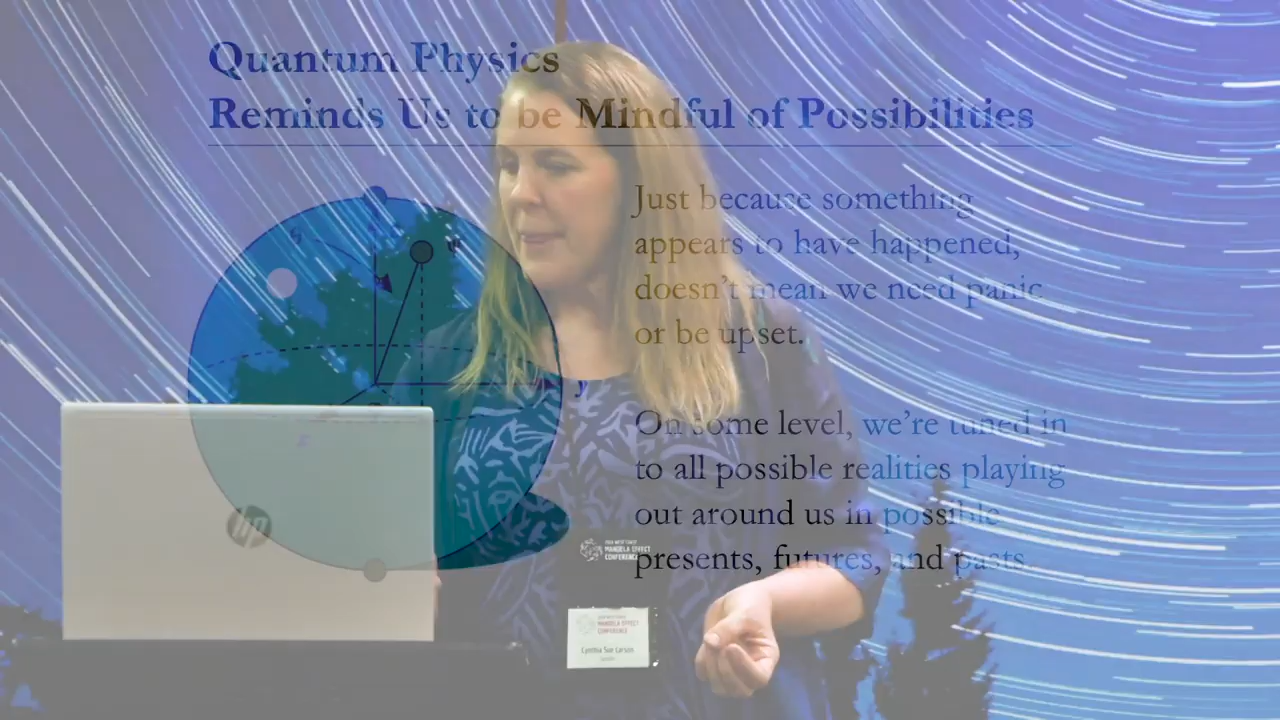 Quantum Physics
Reminds Us to be Mindful of Possibilities
Just because something
appears to have happened,
doesn't mean we need panic
or be upset.
On some level, we're tuned in
to all possible realities playing
out around us in possible
presents, futures, and pasts
y
hp
MANDELA EFFECT
CONFERENCE
MANDELA EFFECT
CONFERENCE
Cynthia Sue Larson